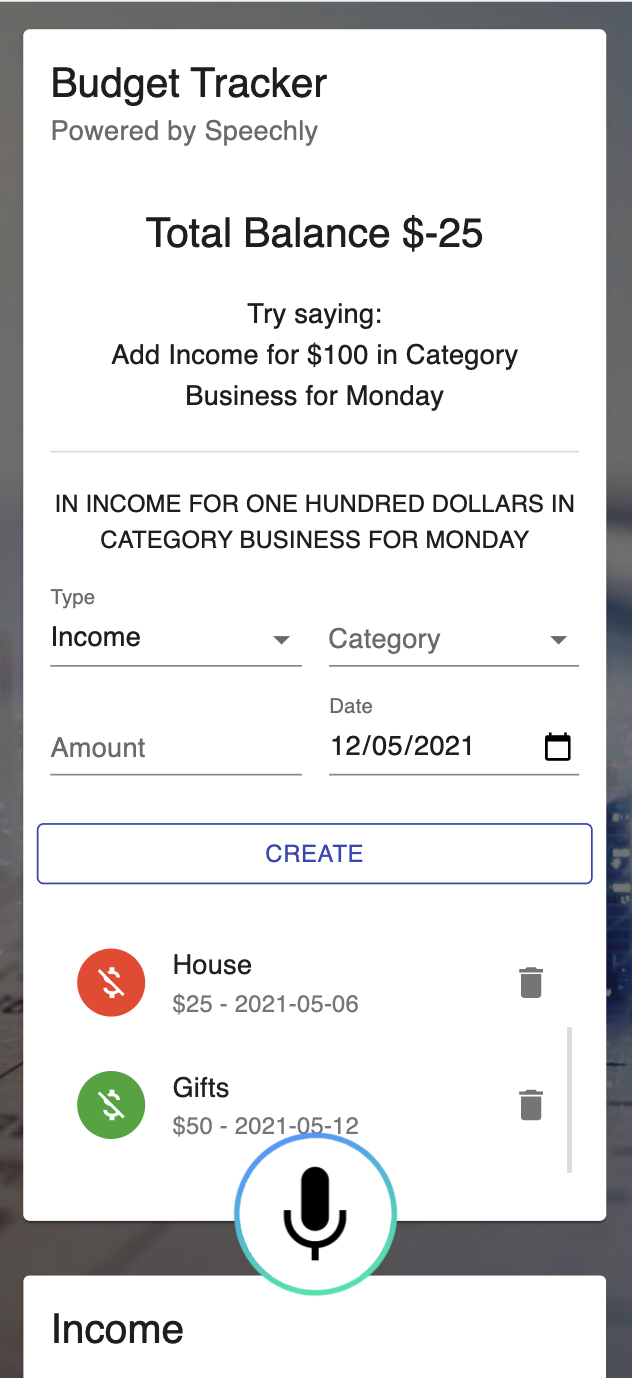 Budget Tracker
Powered by Speechly
Total Balance $-25
Try saying:
Add Income for $100 in Category
Business for Monday
IN INCOME FOR ONE HUNDRED DOLLARS IN
CATEGORY BUSINESS FOR MONDAY
Type
Income
Category
Date
Amount
12/05/2021
CREATE
House
$25 - 2021-05-06
Gifts
$50 - 2021-05-12
Income